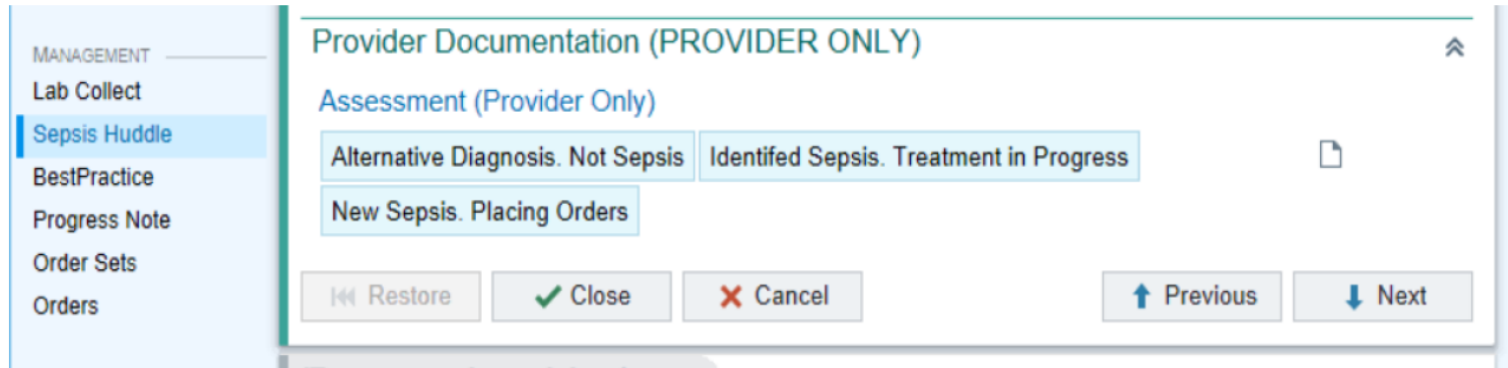 MANAGEMENT
Lab Collect
Sepsis Huddle
BestPractice
Progress Note
Order Sets
Orders
Provider Documentation (PROVIDER ONLY)
Assessment (Provider Only)
Alternative Diagnosis. Not Sepsis Identifed Sepsis. Treatment in Progress
New Sepsis. Placing Orders
Restore Close Cancel Previous Next